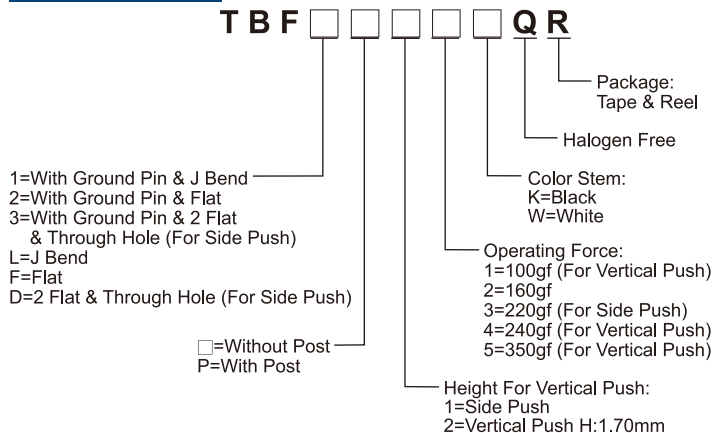 TBF□□□□□QR
Package:
Tape & Reel
Halogen Free
1=With Ground Pin & J Bend
2=With Ground Pin & Flat
3=With Ground Pin & 2 Flat
& Through Hole (For Side Push)
L=J Bend
F=Flat
D=2 Flat & Through Hole (For Side Push)
Color Stem:
K=Black
W=White
Operating Force:
1=100gf (For Vertical Push)
2=160gf
3=220gf (For Side Push)
4=240gf (For Vertical Push)
5=350gf (For Vertical Push)
□=Without Post
P=With Post
Height For Vertical Push:
1=Side Push
2=Vertical Push H:1.70mm